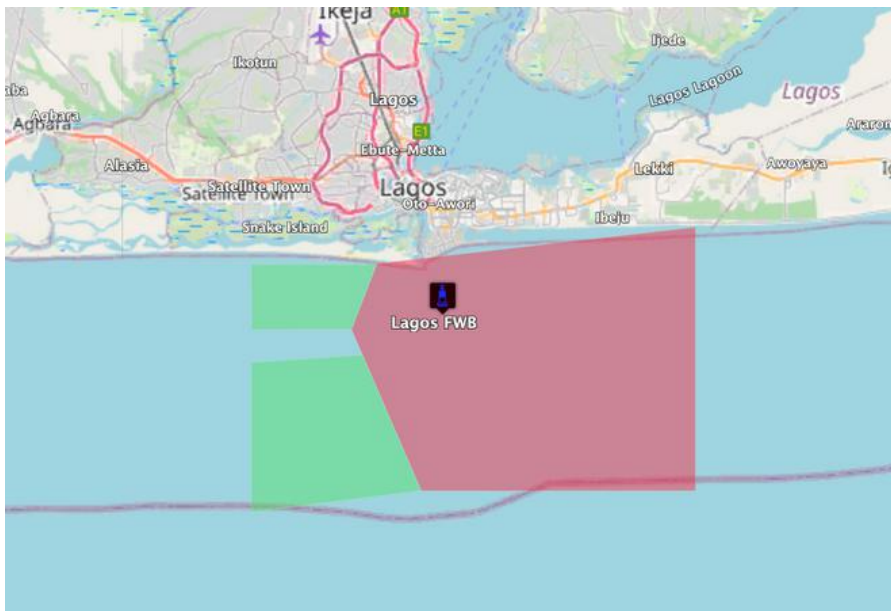 Ikeja
A1
Ijede
Ikotun
Lagos Lagoon
aba
Agbara
Agbara
Lagos
Lagos
E1
Araron
Alasia
Ebute-Metta
Lekki
Awoyaya
Satellite Town
Satellite Town
Lagos
Oto-Awori
Ibeju
Snake Island
Lagos FWB